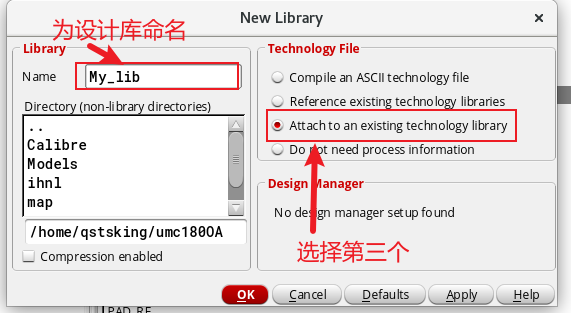 New Library
为设计库命名
Library
Name My_lib
Directory (non-library directories)
..
Calibre
Models
ihnl
map
/home/qstsking/umc180OA
Compression enabled
Technology File
Compile an ASCII technology file
Reference existing technology libraries
Attach to an existing technology library
Do not need process information
Design Manager
No design manager setup found
选择第三个
OK Cancel Defaults Apply Help